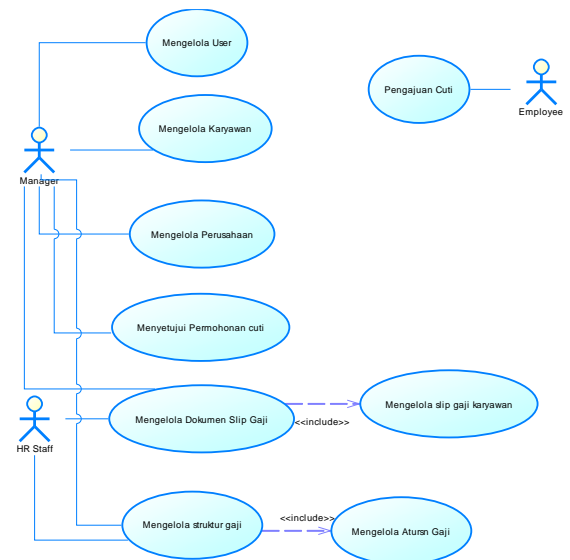 Mengelola User
Pengajuan Cuti
Employee
Mengelola Karyawan
Manager
Mengelola Perusahaan
Menyetujui Permohonan cuti
Mengelola Dokumen Slip Gaji
<<include>>
Mengelola slip gaji karyawan
HR Staff
Mengelola struktur gaji
<<include>>
Mengelola Atursn Gaji